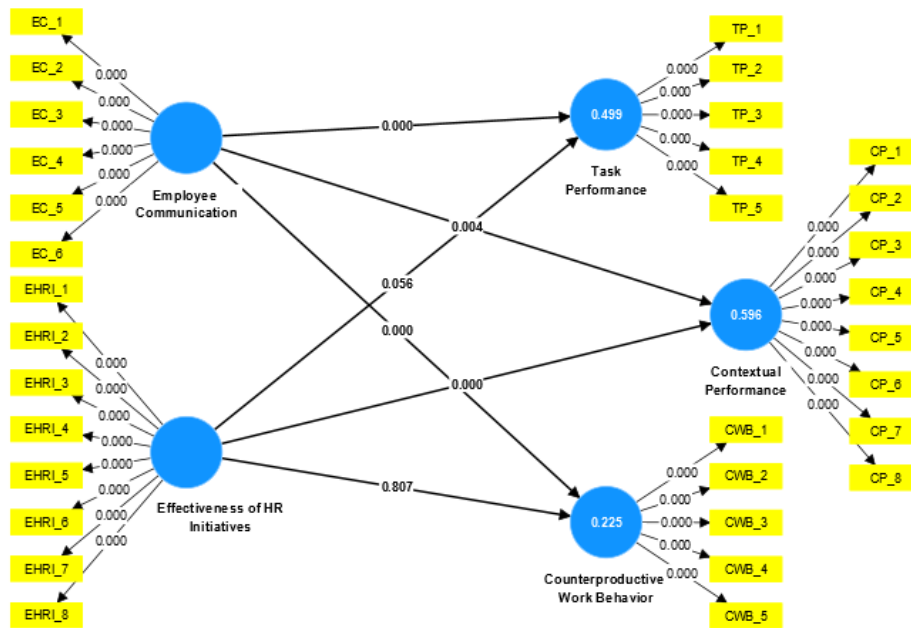 EC_1
0.000
EC_2
0.000
EC_3
0.000
EC_4
0.000
EC_5
0.000
EC_6
0.000
Employee
Communication
EHRI_1
0.000
EHRI_2
0.000
EHRI_3
0.000
EHRI_4
0.000
EHRI_5
0.000
EHRI_6
0.000
EHRI_7
0.000
EHRI_8
0.000
Effectiveness of HR
Initiatives
0.000
0.004
0.056
0.000
0.000
0.807
0.499
Task
Performance
TP_1
0.000
TP_2
0.000
TP_3
0.000
TP_4
0.000
TP_5
0.000
0.596
Contextual
Performance
CP_1
0.000
CP_2
0.000
CP_3
0.000
CP_4
0.000
CP_5
0.000
CP_6
0.000
CP_7
0.000
CP_8
0.000
0.225
Counterproductive
Work Behavior
CWB_1
0.000
CWB_2
0.000
CWB_3
0.000
CWB_4
0.000
CWB_5
0.000